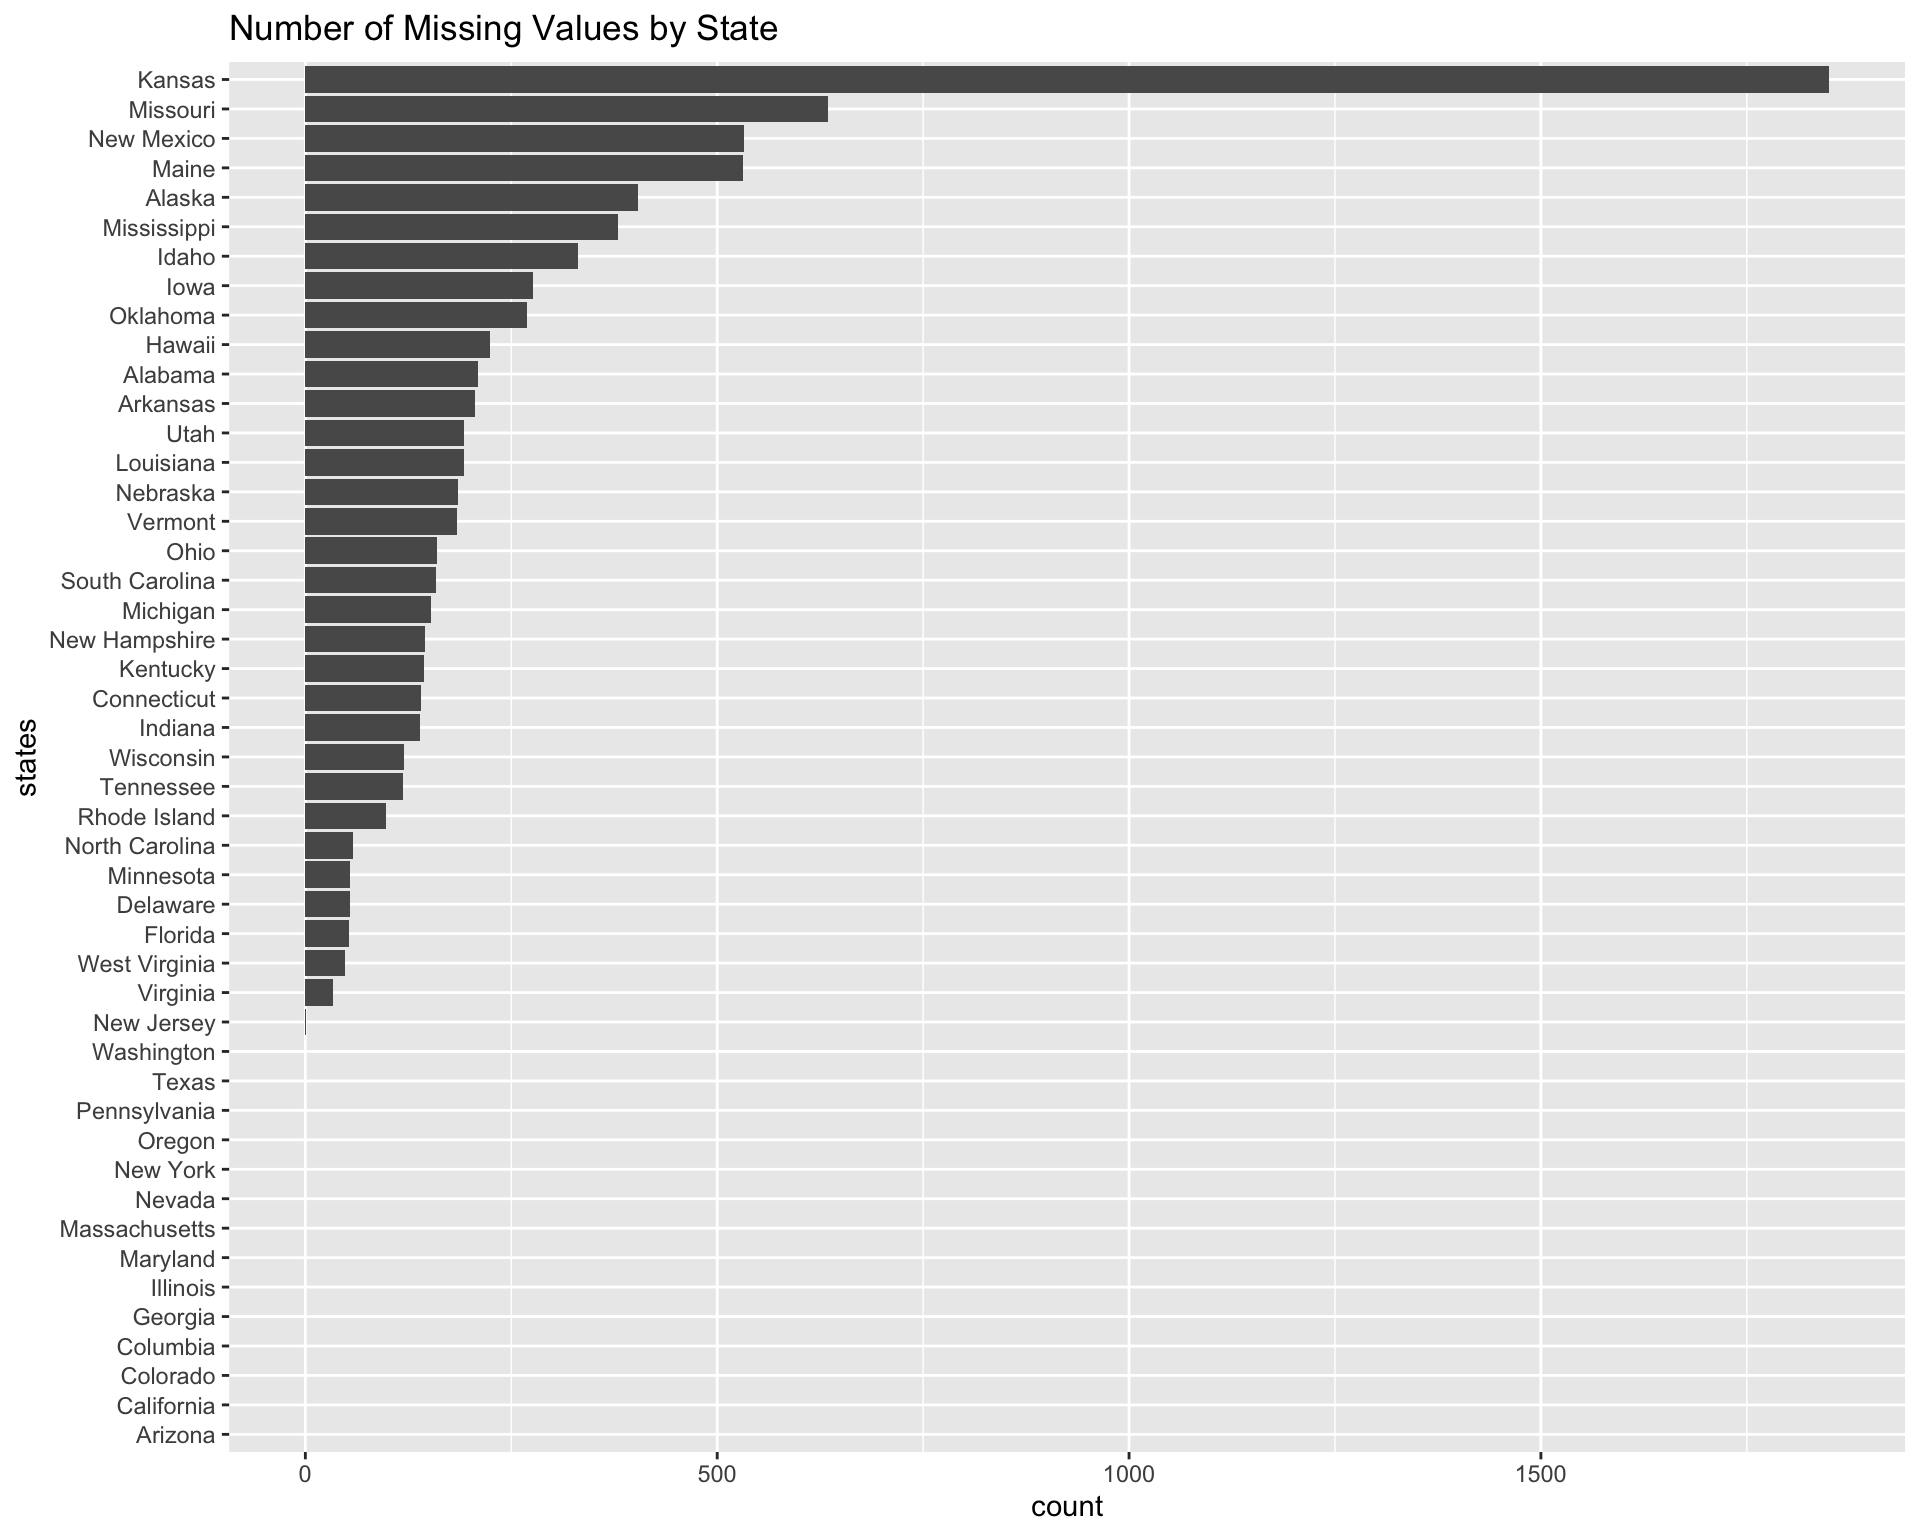 Number of Missing Values by State
Kansas
Missouri
New Mexico
Maine
Alaska
Mississippi
Idaho
Iowa
Oklahoma
Hawaii
Alabama
Arkansas
Utah
Louisiana
Nebraska
Vermont
Ohio
South Carolina
Michigan
New Hampshire
Kentucky
Connecticut
Indiana
Wisconsin
Tennessee
Rhode Island
North Carolina
Minnesota
Delaware
Florida
West Virginia
Virginia
New Jersey
Washington
Texas
Pennsylvania
Oregon
New York
Nevada
Massachusetts
Maryland
Illinois
Georgia
Columbia
Colorado
California
Arizona
states
0 500 1000 1500
count